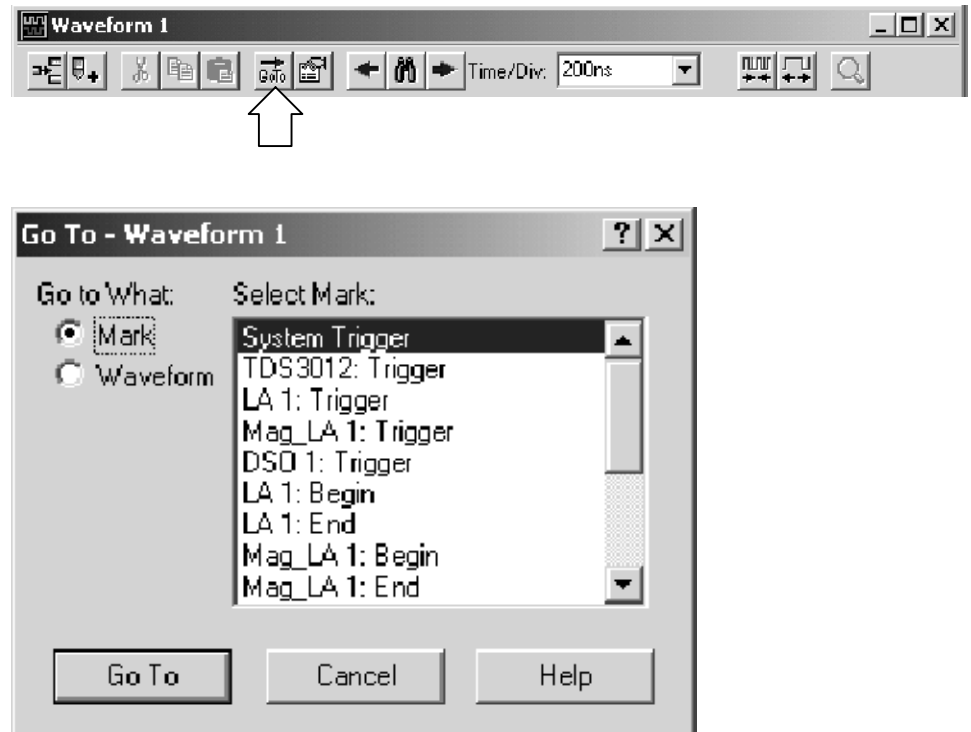 Waveform 1
GoTo Time/Div: 200ns
Go To - Waveform 1
Go to What: Select Mark:
Mark
Waveform
System Trigger
TDS3012: Trigger
LA 1: Trigger
Mag_LA 1: Trigger
DSO 1: Trigger
LA 1: Begin
LA 1: End
Mag_LA 1: Begin
Mag_LA 1: End
Go To Cancel Help